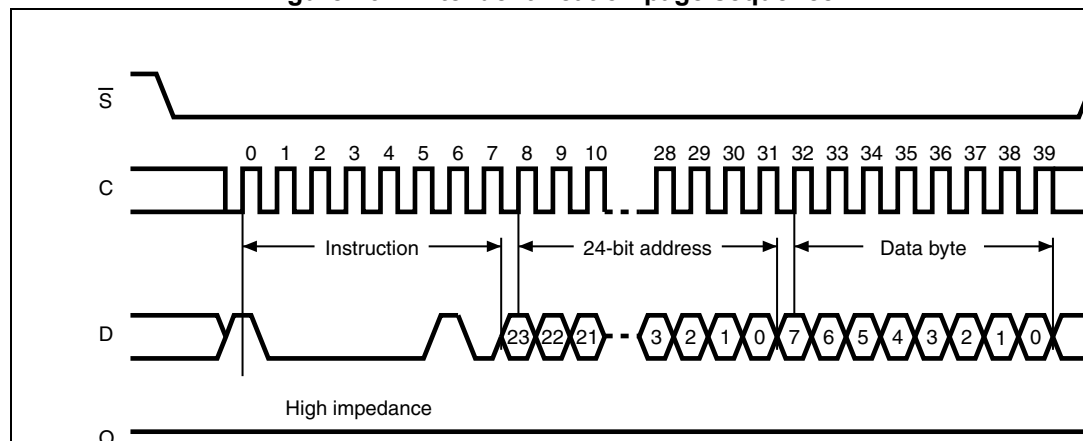 S
0 1 2 3 4 5 6 7 8 9 10 28 29 30 31 32 33 34 35 36 37 38 39
C
Instruction 24-bit address Data byte
D 23 22 21 3 2 1 0 7 6 5 4 3 2 1 0
High impedance